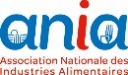 ania
Association Nationale des
Industries Alimentaires